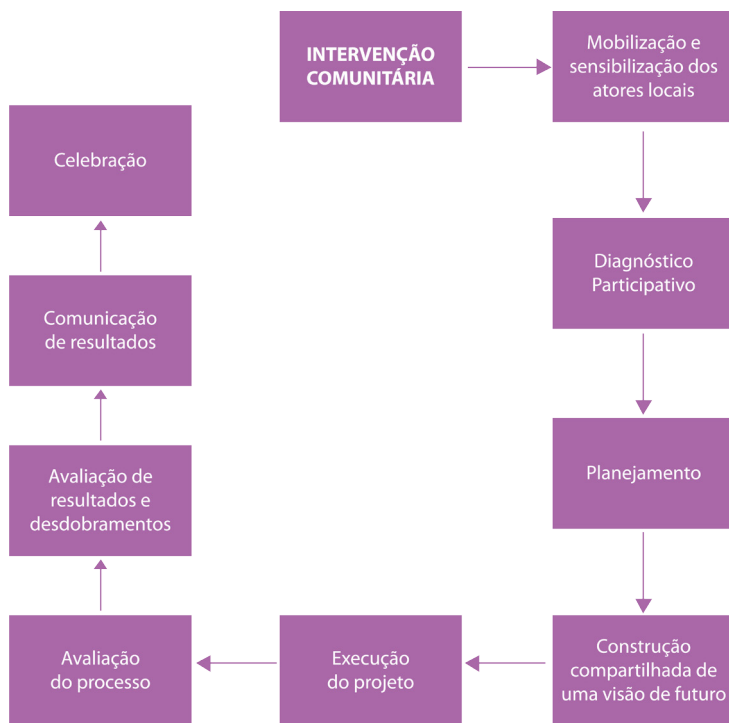 INTERVENÇÃO
COMUNITÁRIA
Mobilização e
sensibilização dos
atores locais
Diagnóstico
Participativo
Planejamento
Construção
compartilhada de
uma visão de futuro
Execução
do projeto
Avaliação
do processo
Avaliação de
resultados e
desdobramentos
Comunicação
de resultados
Celebração